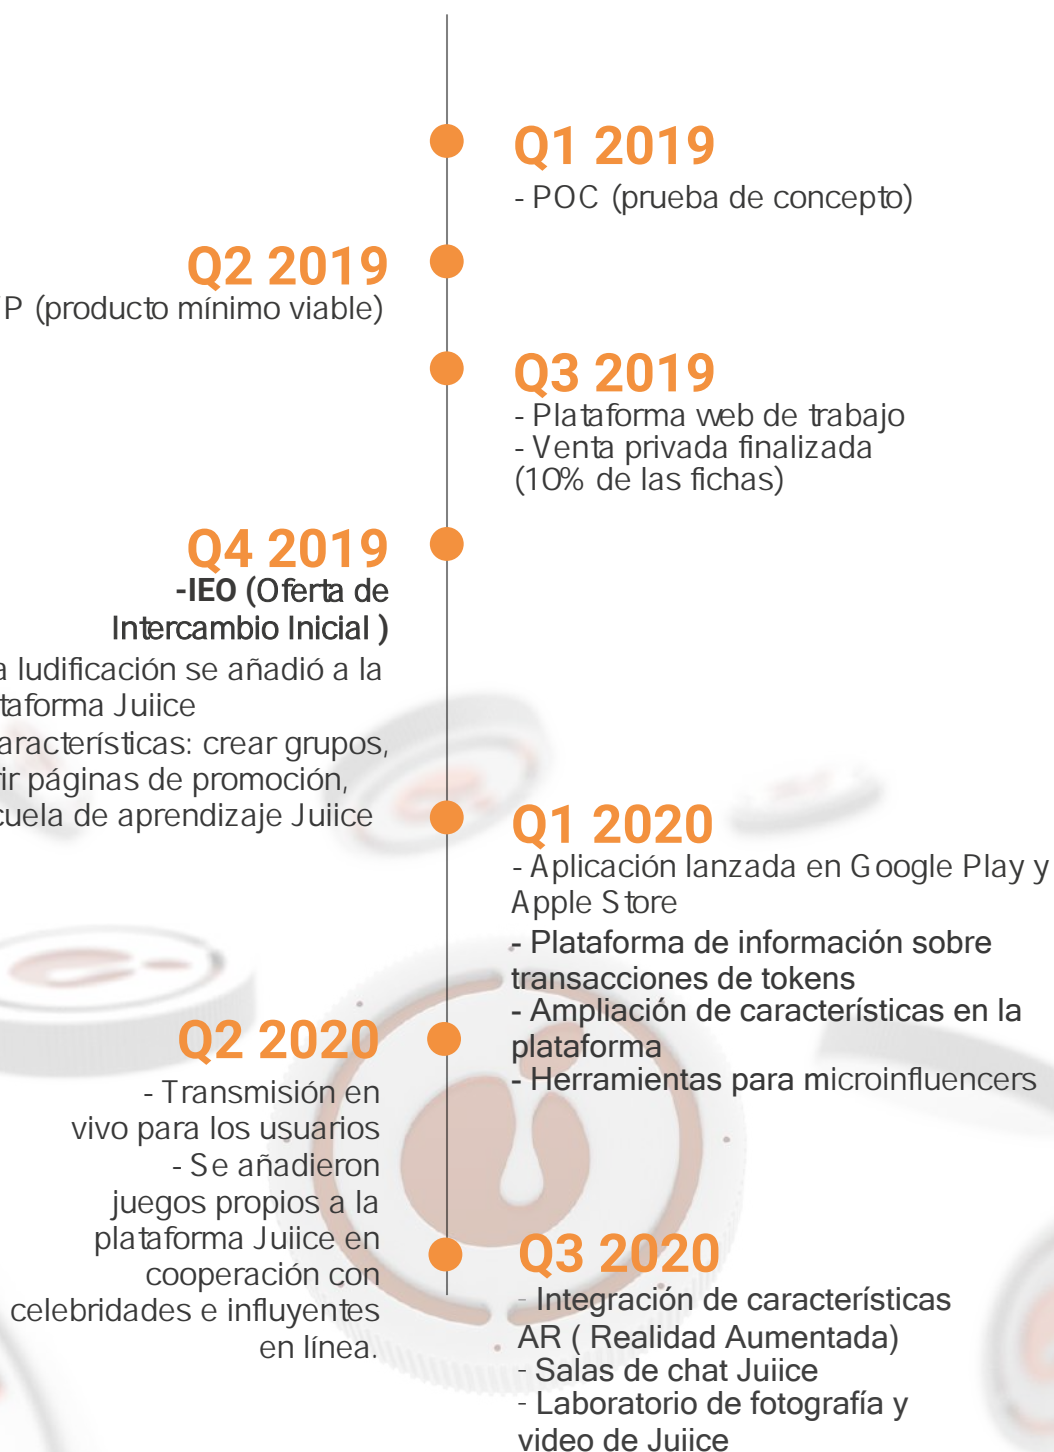 Q1 2019
- POC (prueba de concepto)
Q2 2019
P (producto mínimo viable)
Q3 2019
- Plataforma web de trabajo
- Venta privada finalizada
(10% de las fichas)
Q4 2019
-IEO (Oferta de
Intercambio Inicial )
a ludificación se añadió a la
taforma Juiice
aracterísticas: crear grupos,
ir páginas de promoción,
cuela de aprendizaje Juiice
Q1 2020
- Aplicación lanzada en Google Play y
Apple Store
- Plataforma de información sobre
transacciones de tokens
- Ampliación de características en la
plataforma
- Herramientas para microinfluencers
Q2 2020
- Transmisión en
vivo para los usuarios
- Se añadieron
juegos propios a la
plataforma Juiice en
cooperación con
celebridades e influyentes
en línea.
Q3 2020
- Integración de características
AR ( Realidad Aumentada)
- Salas de chat Juiice
- Laboratorio de fotografía y
video de Juiice